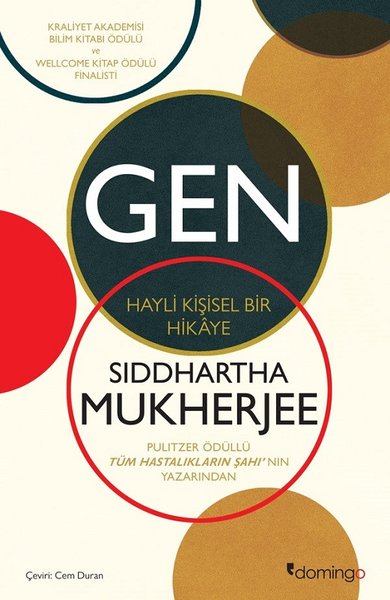 KRALİYET AKADEMİSİ
BİLİM KİTABI ÖDÜLÜ
ve
WELLCOME KİTAP ÖDÜLÜ
FİNALİSTİ
GEN
HAYLİ KİŞİSEL BİR
HİKÂYE
SIDDHARTHA
MUKHERJEE
PULITZER ÖDÜLLÜ
TÜM HASTALIKLARIN ŞAHI'NIN
YAZARINDAN
Çeviri: Cem Duran
domingo